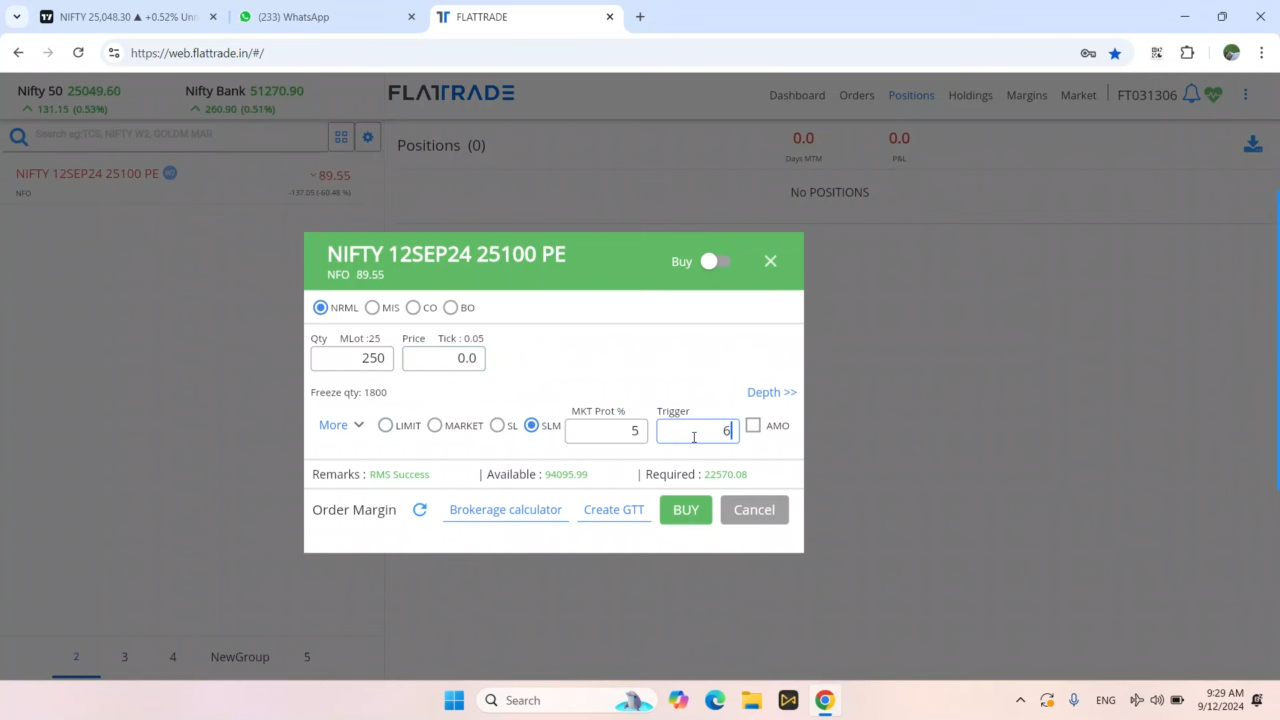 NIFTY 25,048.30 ▲ +0.52% Unn
(233) WhatsApp
FLATTRADE
https://web.flattrade.in/#/
Nifty 50 25049.60
131.15 (0.53%)
Nifty Bank 51270.90
260.90 (0.51%)
FLATTRADE
Dashboard Orders Positions Holdings Margins Market FT031306
Search eg:TCS, NIFTY W2, GOLDM MAR
Positions (0)
0.0
Days MTM
0.0
P&L
NIFTY 12SEP24 25100 PE W2
89.55
NFO
-137.05 (-60.48 %)
No POSITIONS
NIFTY 12SEP24 25100 PE
NFO 89.55
Buy
NRML MIS CO BO
Qty MLot :25 Price Tick : 0.05
250 0.0
Freeze qty: 1800
Depth >>
MKT Prot % Trigger
More LIMIT MARKET SL SLM 5 6 AMO
Remarks : RMS Success | Available : 94095.99 | Required : 22570.08
Order Margin Brokerage calculator Create GTT BUY Cancel
2 3 4 NewGroup 5
Search
ENG
9:29 AM
9/12/2024